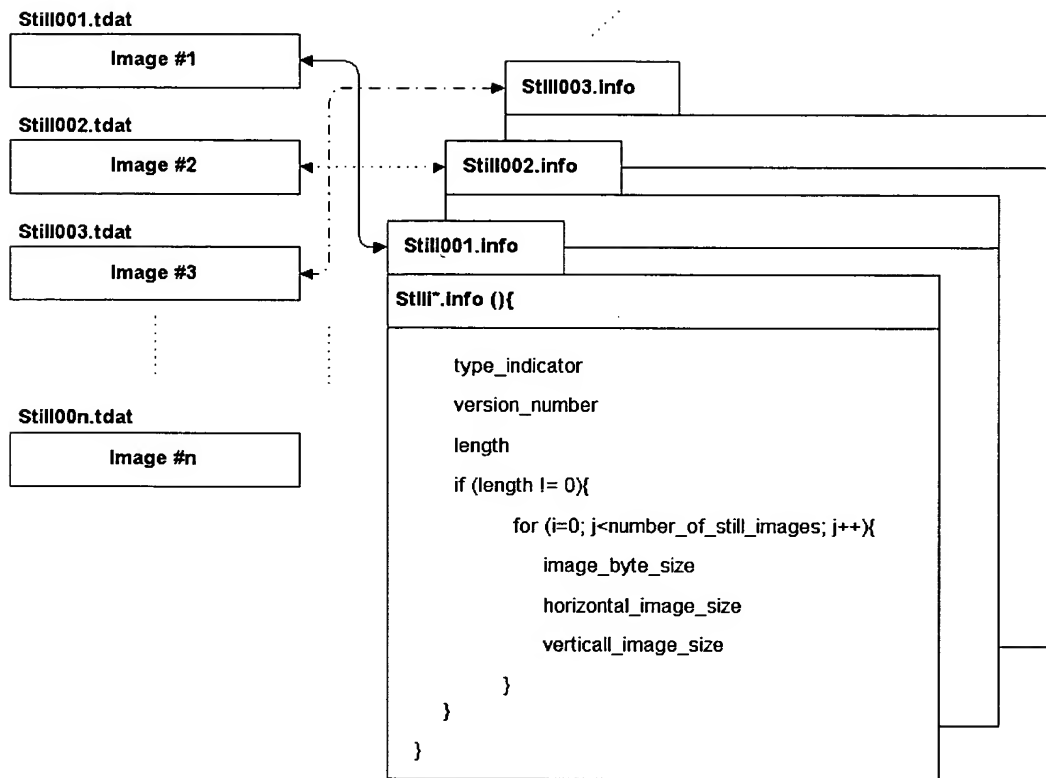 Still001.tdat
Image #1
Still002.tdat
Image #2
Still003.tdat
Image #3
Still00n.tdat
Image #n
Still003.info
Still002.info
Still001.info
Still*.info (){
type_indicator
version_number
length
if (length != 0){
for (i=0; j<number_of_still_images; j++){
image_byte_size
horizontal_image_size
verticall_image_size
}
}
}